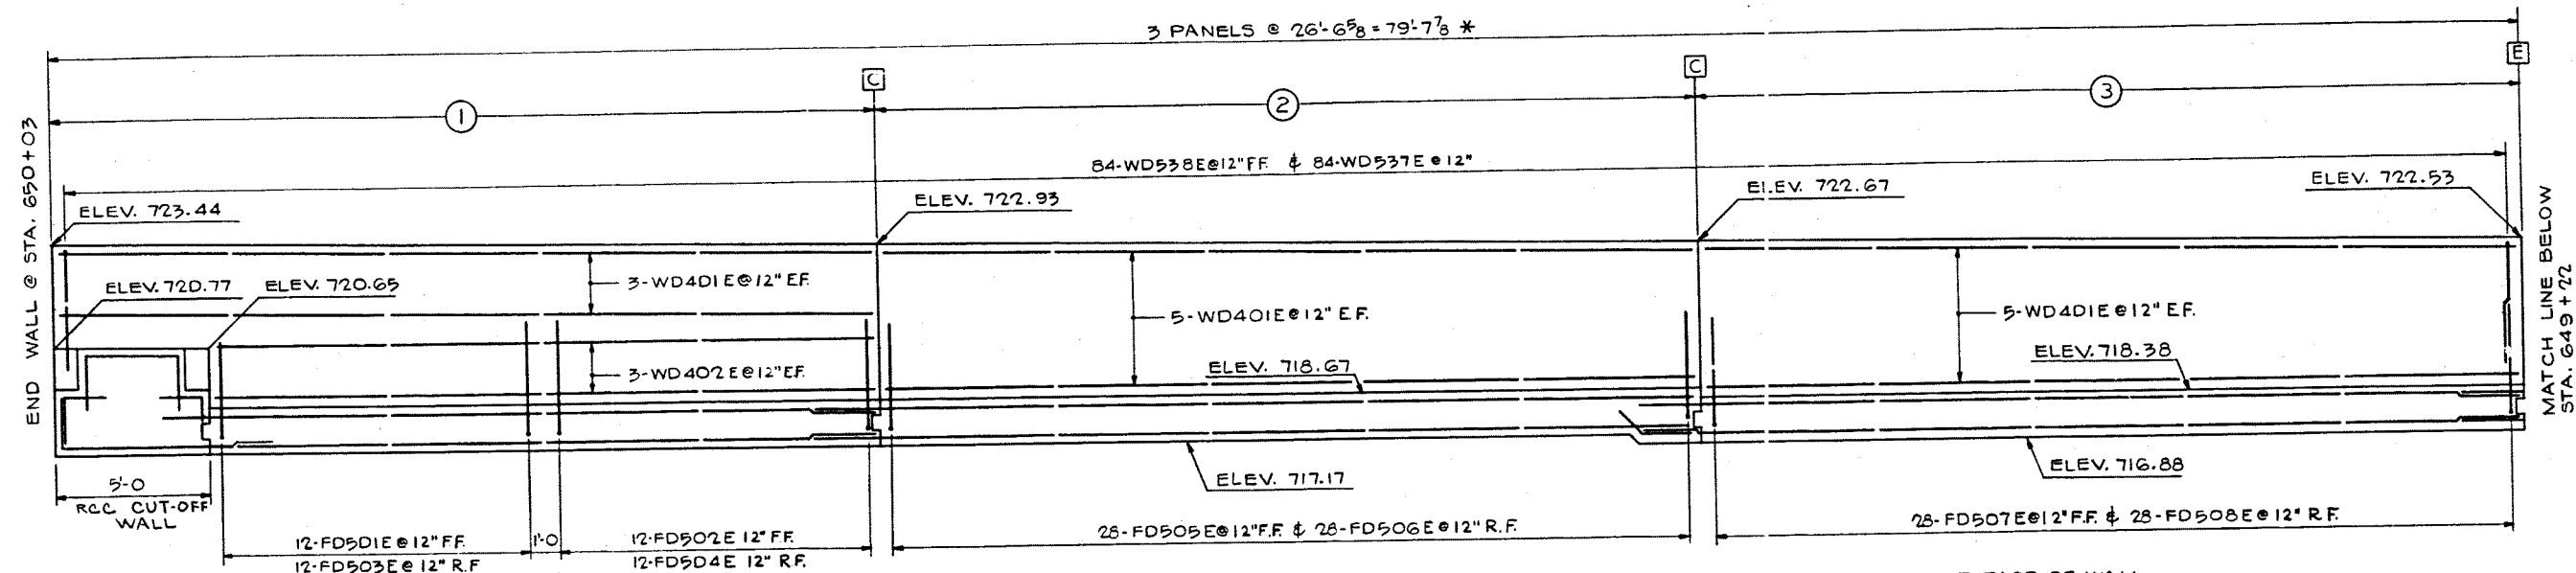 3 PANELS @ 26'-6 5/8 = 79'-7 7/8 *
C
C
E
1
2
3
84-WD538E@12"F.F. & 84-WD537E@12"
ELEV. 723.44
ELEV. 722.93
ELEV. 722.67
ELEV. 722.53
END WALL @ STA. 650+03
MATCH LINE BELOW
STA. 649+22
ELEV. 720.77
ELEV. 720.65
3-WD401E@12" E.F.
5-WD401E@12" E.F.
5-WD401E@12" E.F.
3-WD402E@12" E.F.
ELEV. 718.67
ELEV. 718.38
ELEV. 717.17
ELEV. 716.88
5'-0
RCC CUT-OFF
WALL
12-FD501E@12" F.F.
12-FD503E@12" R.F
1'-0
12-FD502E 12" F.F.
12-FD504E 12" R.F.
28-FD505E@12"F.F. & 28-FD506E@12" R.F.
28-FD507E@12"F.F. & 28-FD508E@12" R.F.